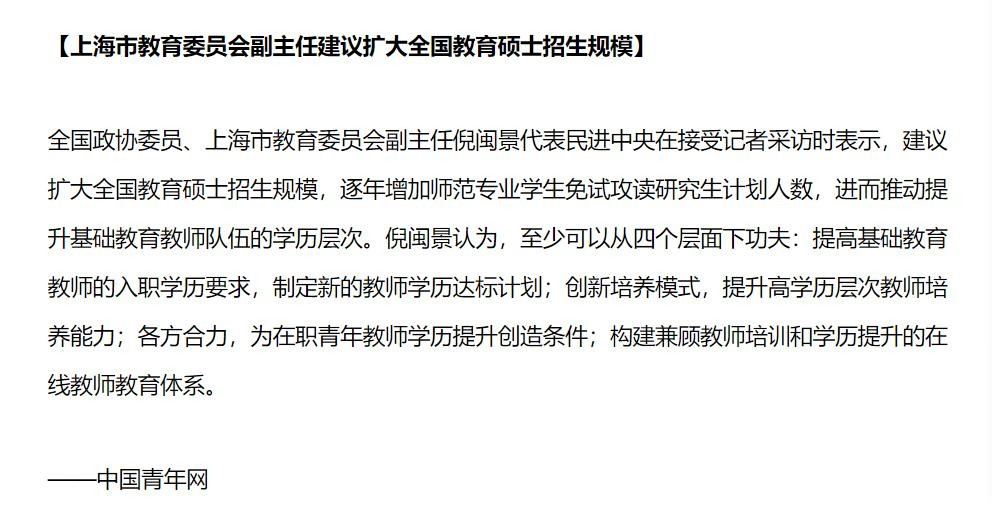 【上海市教育委员会副主任建议扩大全国教育硕士招生规模】
全国政协委员、上海市教育委员会副主任倪闽景代表民进中央在接受记者采访时表示，建议
扩大全国教育硕士招生规模，逐年增加师范专业学生免试攻读研究生计划人数，进而推动提
升基础教育教师队伍的学历层次。倪闽景认为，至少可以从四个层面下功夫：提高基础教育
教师的入职学历要求，制定新的教师学历达标计划；创新培养模式，提升高学历层次教师培
养能力；各方合力，为在职青年教师学历提升创造条件；构建兼顾教师培训和学历提升的在
线教师教育体系。
——中国青年网